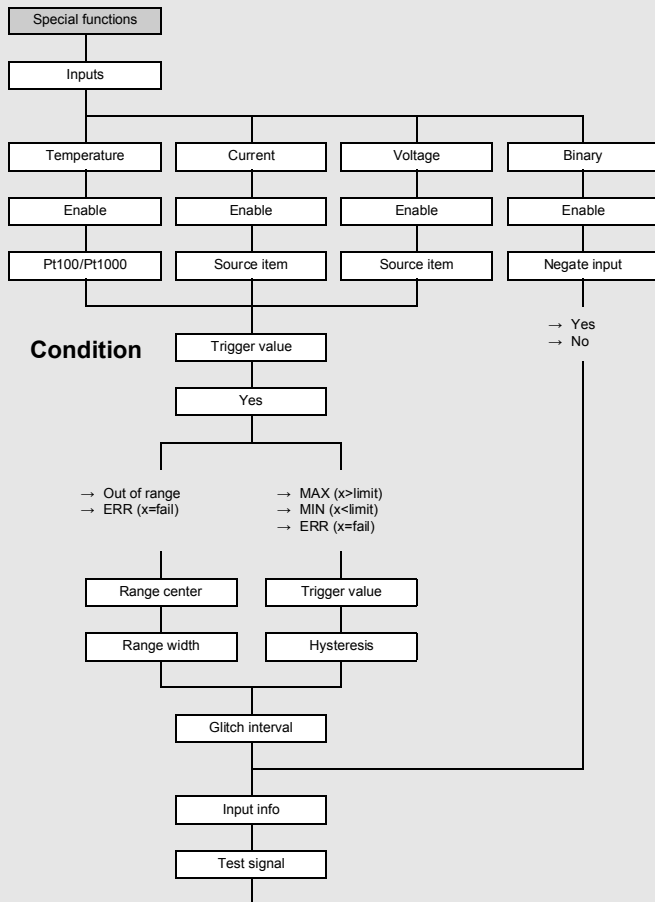 Special functions
Inputs
Temperature
Current
Voltage
Binary
Enable
Enable
Enable
Enable
Pt100/Pt1000
Source item
Source item
Negate input
→ Yes
→ No
Condition
Trigger value
Yes
→ Out of range
→ ERR (x=fail)
→ MAX (x>limit)
→ MIN (x<limit)
→ ERR (x=fail)
Range center
Trigger value
Range width
Hysteresis
Glitch interval
Input info
Test signal